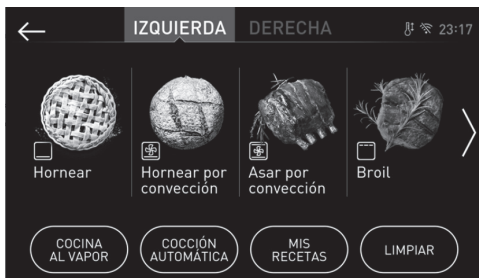 IZQUIERDA DERECHA 23:17
Hornear
Hornear por
convección
Asar por
convección
Broil
COCINA
AL VAPOR
COCCIÓN
AUTOMÁTICA
MIS
RECETAS
LIMPIAR